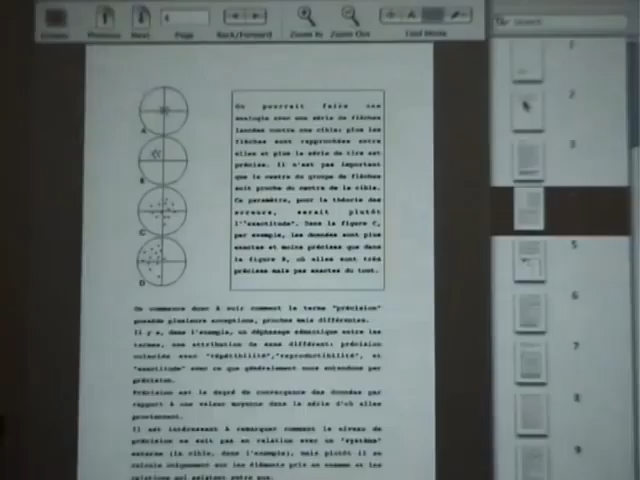 Previous
Next
Page
Back/Forward
Zoom In
Zoom Out
Tool Mode
4
Search
1
2
3
5
6
7
8
9
A
B
C
D
On pourrait faire une
analogie avec une série de flèches
lancées contre une cible: plus les
flèches sont rapprochées entre
elles et plus la série de tirs est
précise. Il n'est pas important
que le centre du groupe de flèches
soit proche du centre de la cible.
Ce paramètre, pour la théorie des
erreurs, serait plutôt
l'"exactitude". Dans la figure C,
par exemple, les données sont plus
exactes et moins précises que dans
la figure B, où elles sont très
précises mais pas exactes du tout.
On commence donc à voir comment le terme "précision"
possède plusieurs acceptions, proches mais différentes.
Il y a, dans l'exemple, un dépassage sémantique entre les
termes, une attribution de sens différent: précision
coïncide avec "répétibilité","reproductibilité", et
"exactitude" avec ce que généralement nous entendons par
précision.
Précision est le degré de convergence des données par
rapport à une valeur moyenne dans la série d'où elles
proviennent.
Il est intéressant à remarquer comment le niveau de
précision ne soit pas en relation avec un "système"
externe (la cible, dans l'exemple), mais plutôt il se
calcule uniquement sur les éléments pris en examen et les
relations qui existent entre eux.